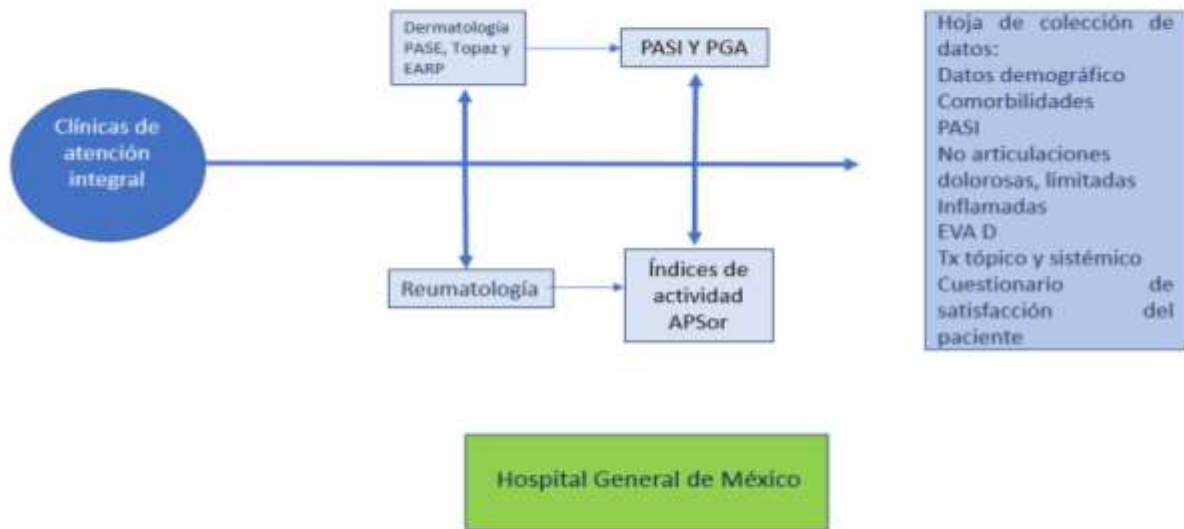 Clínicas de
atención
integral
Dermatología
PASE, Topaz y
EARP
PASI Y PGA
Reumatología
Índices de
actividad
APSor
Hoja de colección de
datos:
Datos demográfico
Comorbilidades
PASI
No articulaciones
dolorosas, limitadas
Inflamadas
EVA D
Tx tópico y sistémico
Cuestionario de
satisfacción del
paciente
Hospital General de México